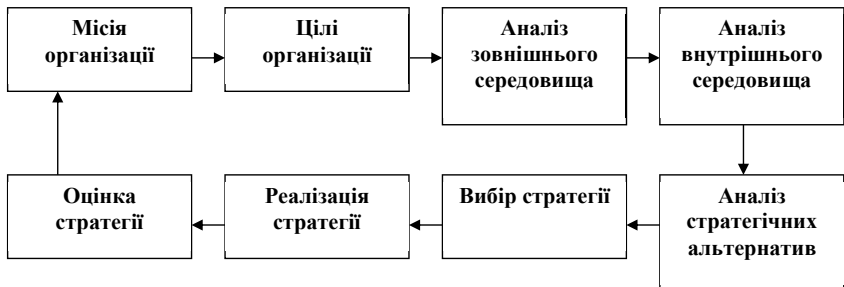 Місія
організації
Цілі
організації
Аналіз
зовнішнього
середовища
Аналіз
внутрішнього
середовища
Оцінка
стратегії
Реалізація
стратегії
Вибір стратегії
Аналіз
стратегічних
альтернатив